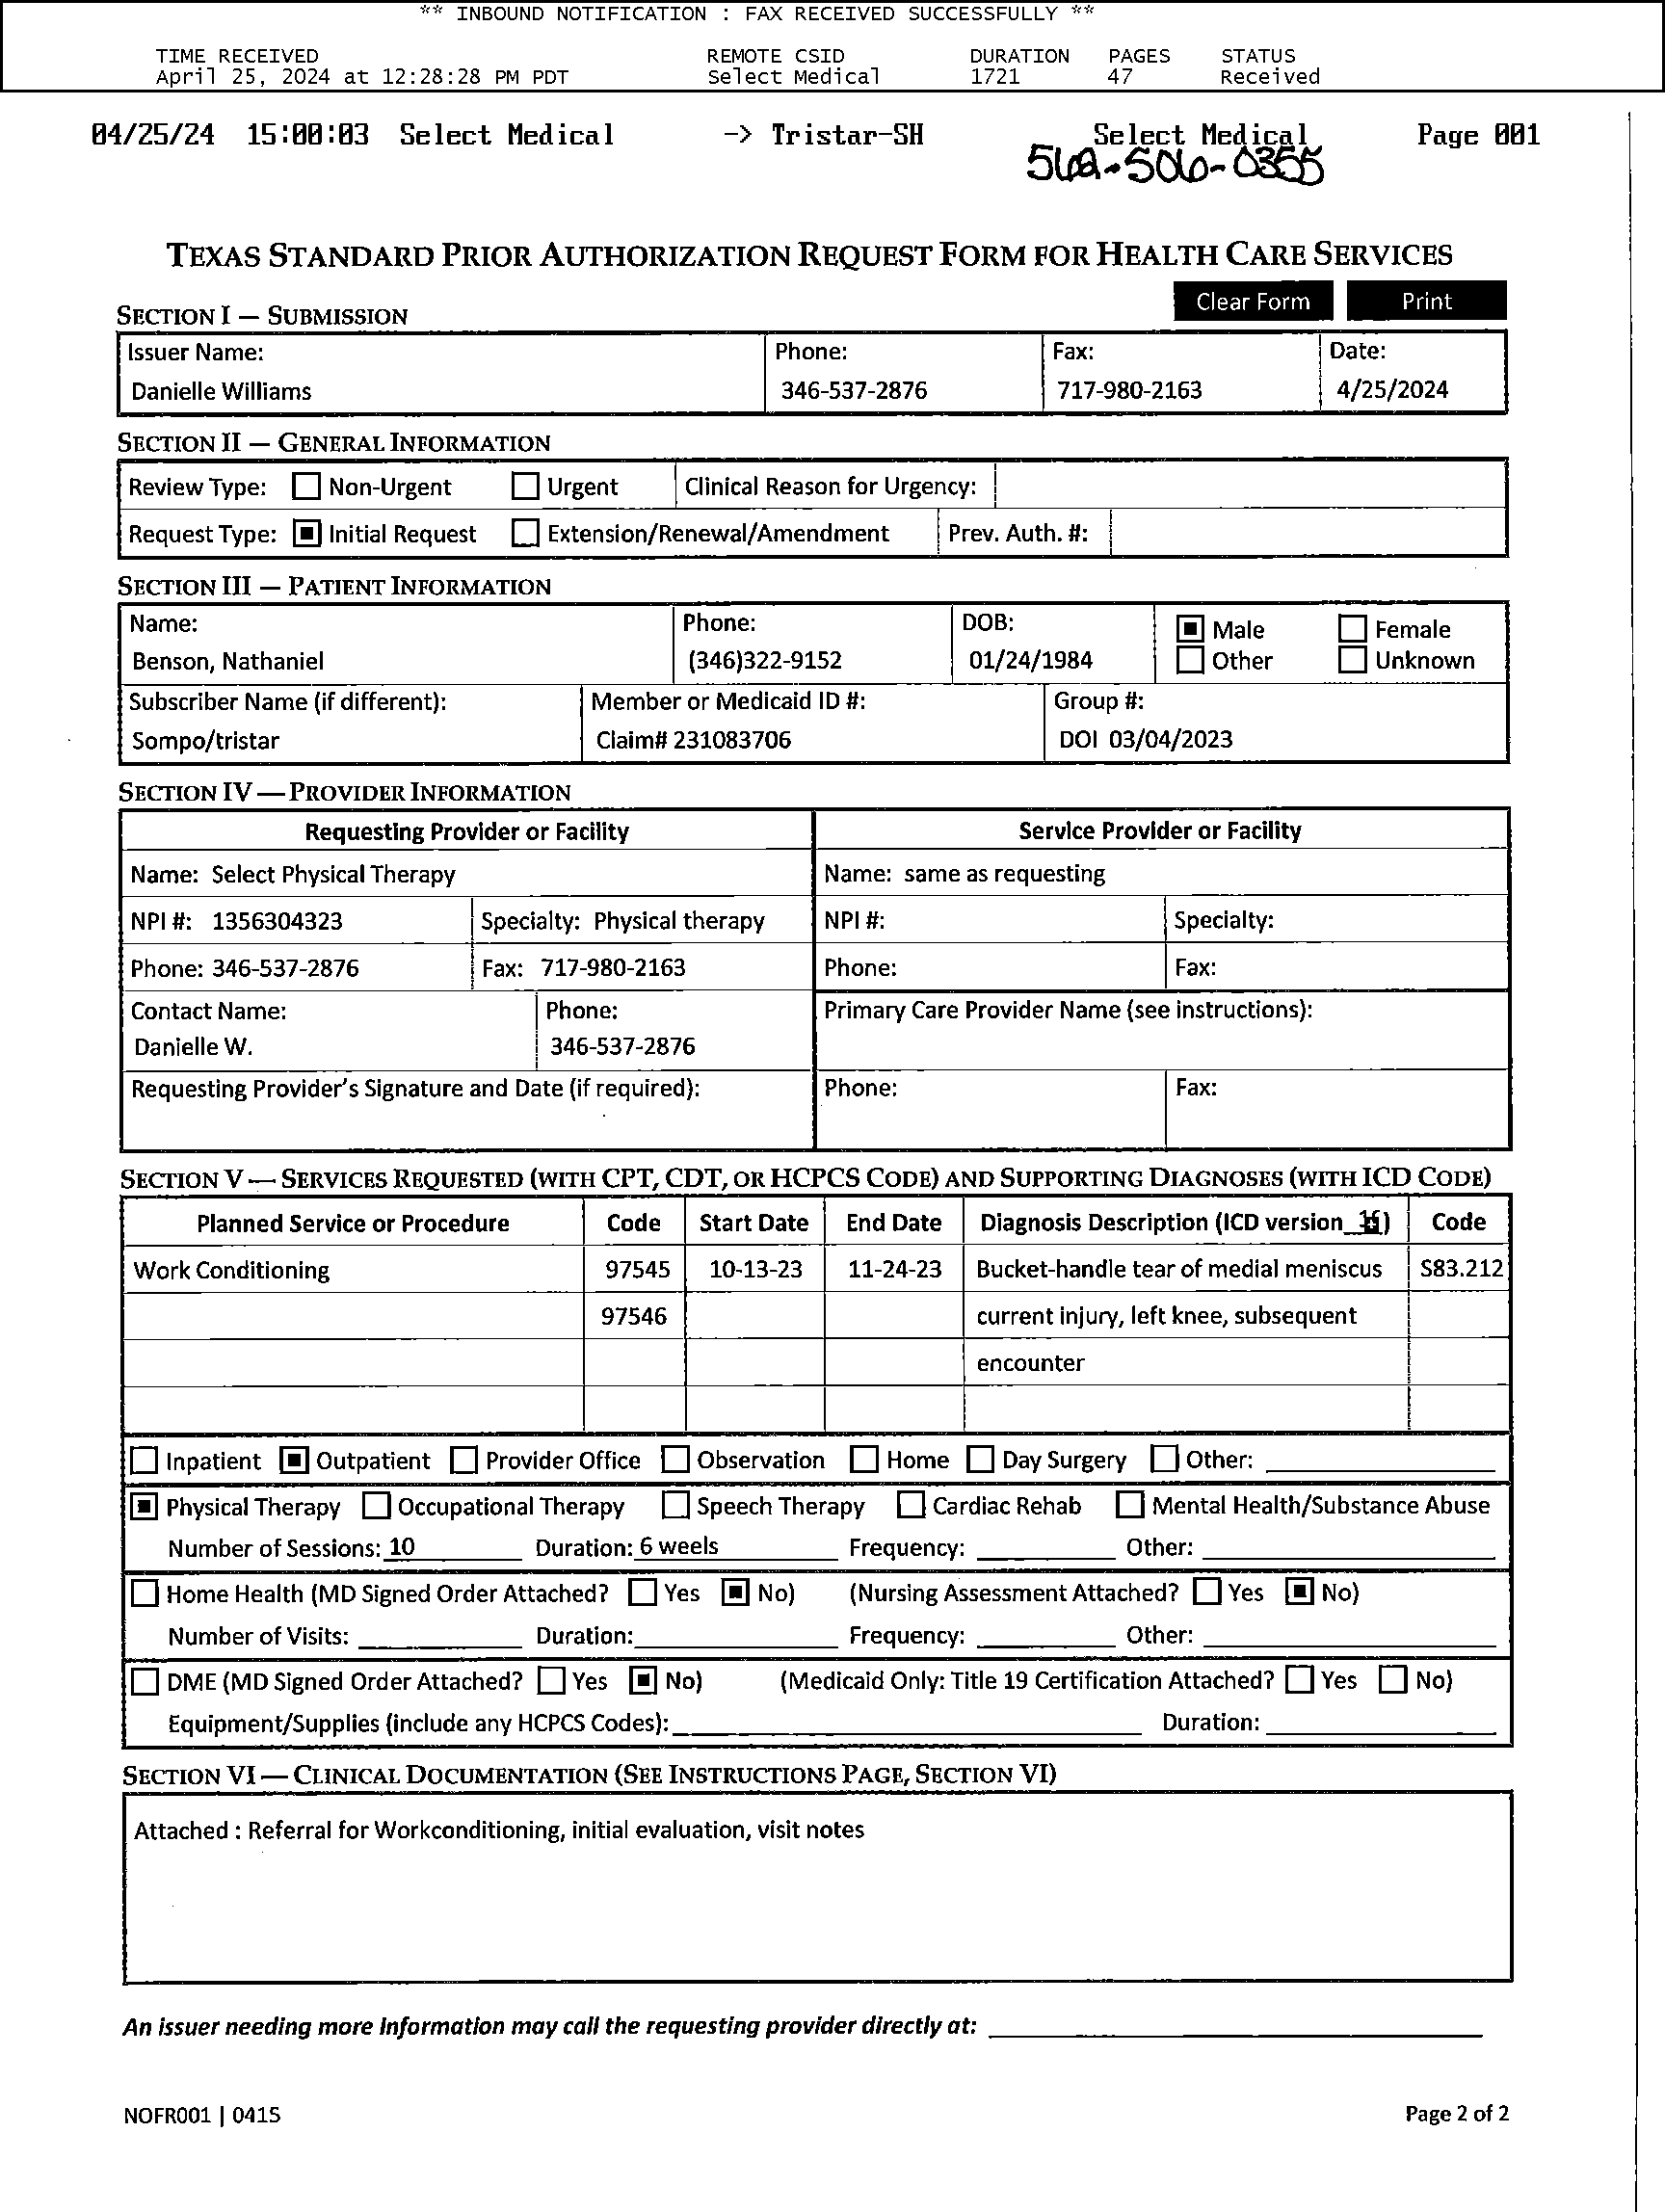 ** INBOUND NOTIFICATION : FAX RECEIVED SUCCESSFULLY **
TIME RECEIVED REMOTE CSID DURATION PAGES STATUS
April 25, 2024 at 12:28:28 PM PDT Select Medical 1721 47 Received
04/25/24 15:00:03 Select Medical -> Tristar-SH Select Medical Page 001
562-506-0355
TEXAS STANDARD PRIOR AUTHORIZATION REQUEST FORM FOR HEALTH CARE SERVICES
Clear Form Print
SECTION I — SUBMISSION
Issuer Name: Phone: Fax: Date:
Danielle Williams 346-537-2876 717-980-2163 4/25/2024
SECTION II — GENERAL INFORMATION
Review Type: Non-Urgent Urgent Clinical Reason for Urgency:
Request Type: Initial Request Extension/Renewal/Amendment Prev. Auth. #:
SECTION III — PATIENT INFORMATION
Name: Phone: DOB: Male Female
Benson, Nathaniel (346)322-9152 01/24/1984 Other Unknown
Subscriber Name (if different): Member or Medicaid ID #: Group #:
Sompo/tristar Claim# 231083706 DOI 03/04/2023
SECTION IV — PROVIDER INFORMATION
Requesting Provider or Facility Service Provider or Facility
Name: Select Physical Therapy Name: same as requesting
NPI #: 1356304323 Specialty: Physical therapy NPI #: Specialty:
Phone: 346-537-2876 Fax: 717-980-2163 Phone: Fax:
Contact Name: Phone: Primary Care Provider Name (see instructions):
Danielle W. 346-537-2876
Requesting Provider's Signature and Date (if required): Phone: Fax:
SECTION V — SERVICES REQUESTED (WITH CPT, CDT, OR HCPCS CODE) AND SUPPORTING DIAGNOSES (WITH ICD CODE)
Planned Service or Procedure Code Start Date End Date Diagnosis Description (ICD version ) Code
Work Conditioning 97545 10-13-23 11-24-23 Bucket-handle tear of medial meniscus S83.212
97546 current injury, left knee, subsequent
encounter
Inpatient Outpatient Provider Office Observation Home Day Surgery Other:
Physical Therapy Occupational Therapy Speech Therapy Cardiac Rehab Mental Health/Substance Abuse
Number of Sessions: 10 Duration: 6 weels Frequency: Other:
Home Health (MD Signed Order Attached? Yes No) (Nursing Assessment Attached? Yes No)
Number of Visits: Duration: Frequency: Other:
DME (MD Signed Order Attached? Yes No) (Medicaid Only: Title 19 Certification Attached? Yes No)
Equipment/Supplies (include any HCPCS Codes): Duration:
SECTION VI — CLINICAL DOCUMENTATION (SEE INSTRUCTIONS PAGE, SECTION VI)
Attached : Referral for Workconditioning, initial evaluation, visit notes
An issuer needing more information may call the requesting provider directly at:
NOFR001 | 0415 Page 2 of 2